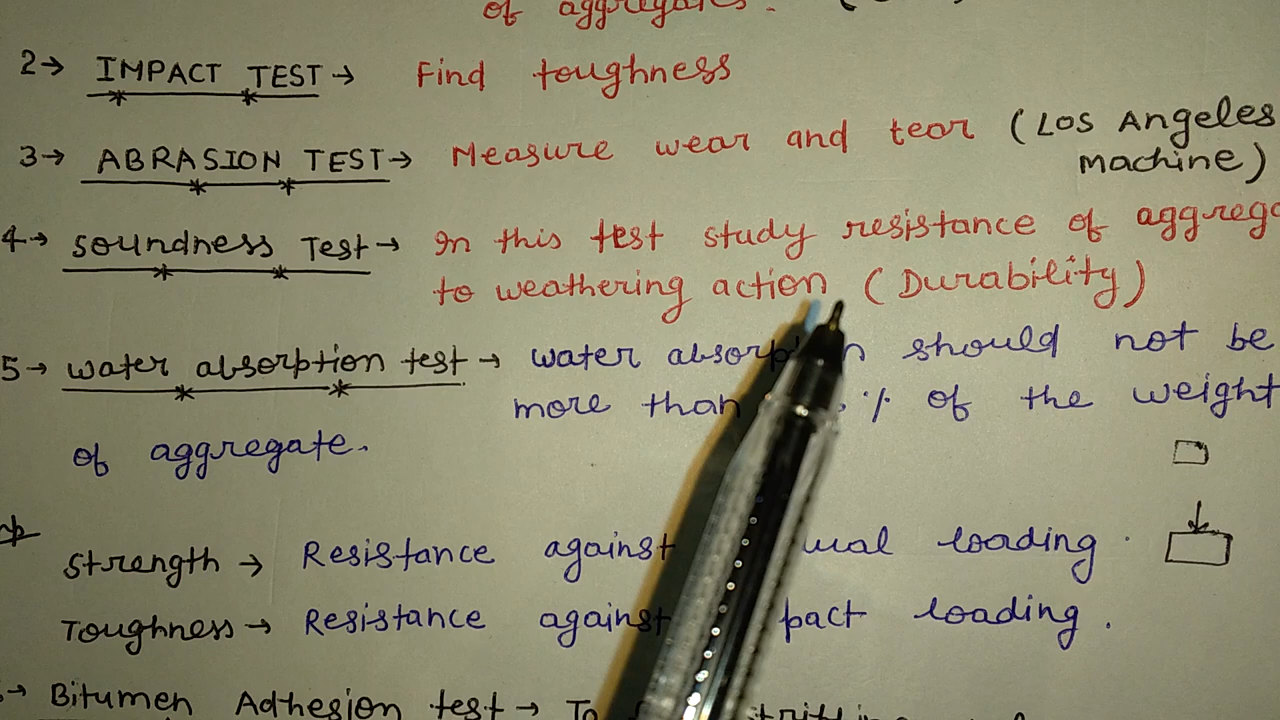 of aggregates.
2→ IMPACT TEST → Find toughness
3→ ABRASION TEST → Measure wear and tear (Los Angeles
machine)
4→ Soundness Test → In this test study resistance of
to weathering action (Durability)
5→ water absorption test → water should not be
more than % of the weight
of aggregate.
Strength → Resistance against loading.
Toughness → Resistance against loading.
Bitumen Adhesion test → To